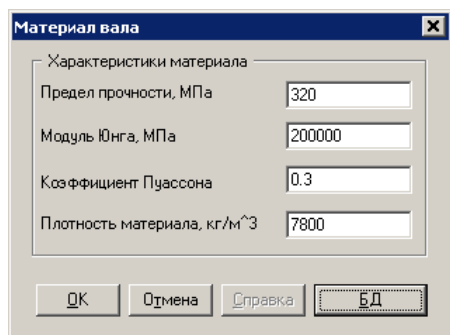 Материал вала
Характеристики материала
Предел прочности, МПа 320
Модуль Юнга, МПа 200000
Коэффициент Пуассона 0.3
Плотность материала, кг/м^3 7800
ОК Отмена Справка БД